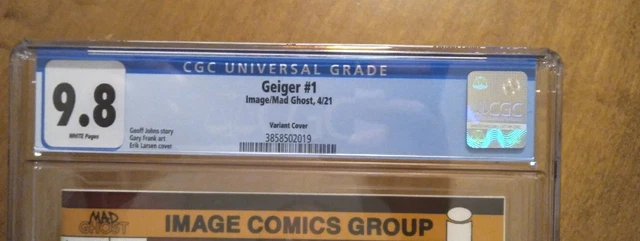 CGC UNIVERSAL GRADE
9.8
WHITE Pages
Geiger #1
Image/Mad Ghost, 4/21
Variant Cover
Geoff Johns story
Gary Frank art
Erik Larsen cover
3858502019
CGC
MAD
GHOST
IMAGE COMICS GROUP